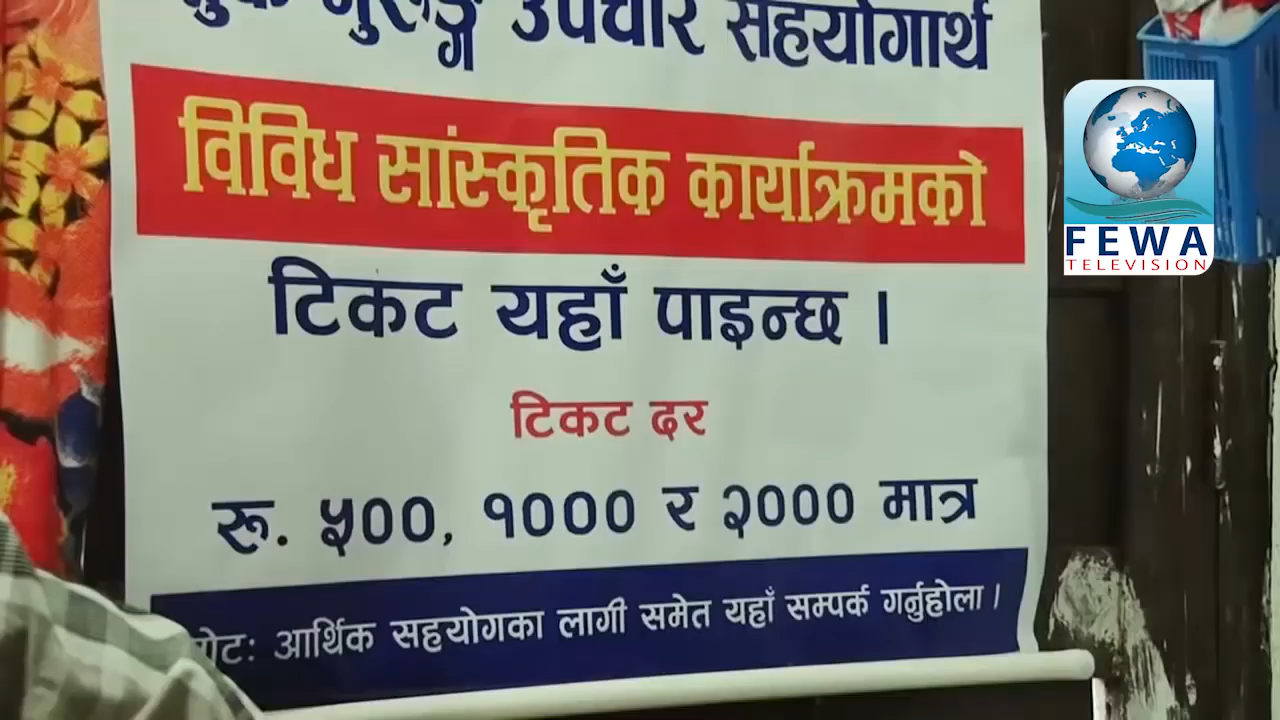 गुरुङ्ग उपचार सहयोगार्थ
विविध सांस्कृतिक कार्याक्रमको
टिकट यहाँ पाइन्छ ।
टिकट दर
रू. ५००, १००० र २००० मात्र
नोट: आर्थिक सहयोगका लागी समेत यहाँ सम्पर्क गर्नुहोला ।
FEWA
TELEVISION